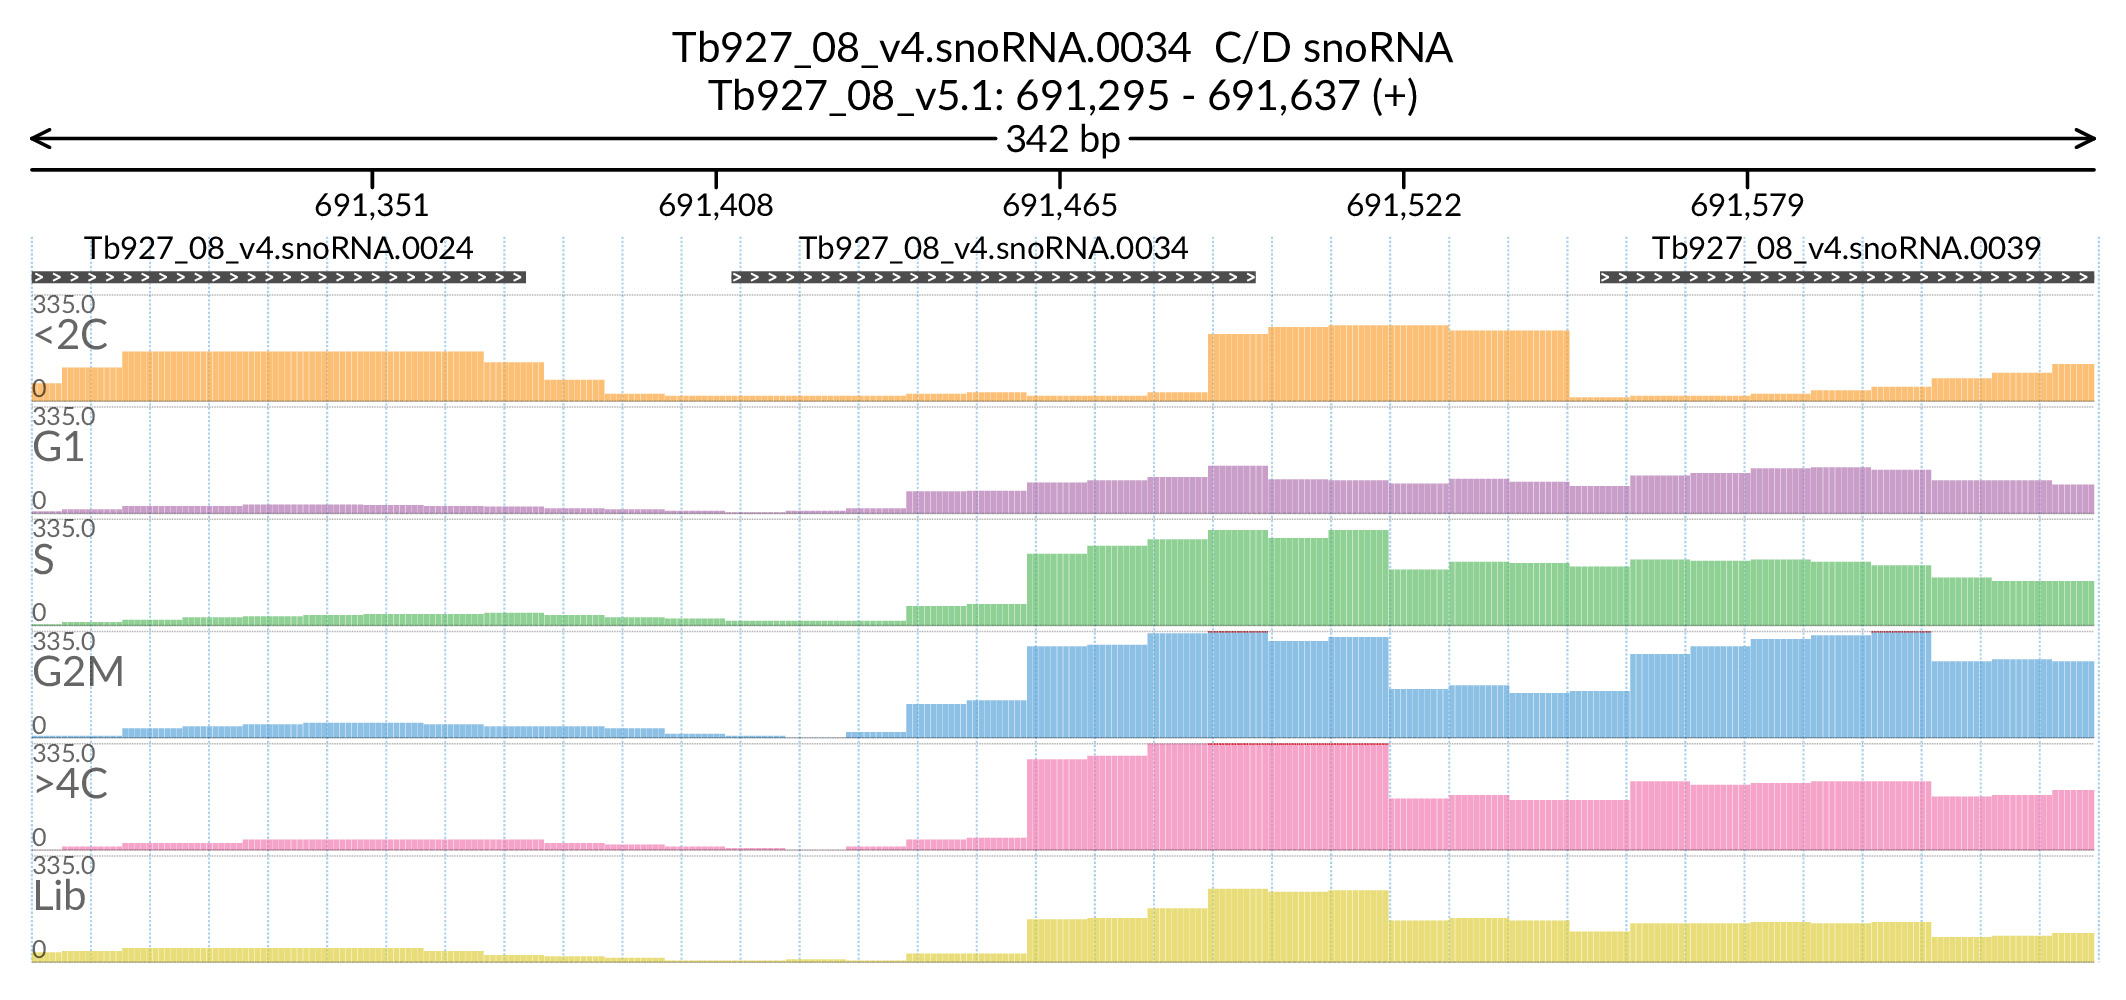 Tb927_08_v4.snoRNA.0034 C/D snoRNA
Tb927_08_v5.1: 691,295 - 691,637 (+)
342 bp
691,351 691,408 691,465 691,522 691,579
Tb927_08_v4.snoRNA.0024 Tb927_08_v4.snoRNA.0034 Tb927_08_v4.snoRNA.0039
335.0
<2C
0
335.0
G1
0
335.0
S
0
335.0
G2M
0
335.0
>4C
0
335.0
Lib
0